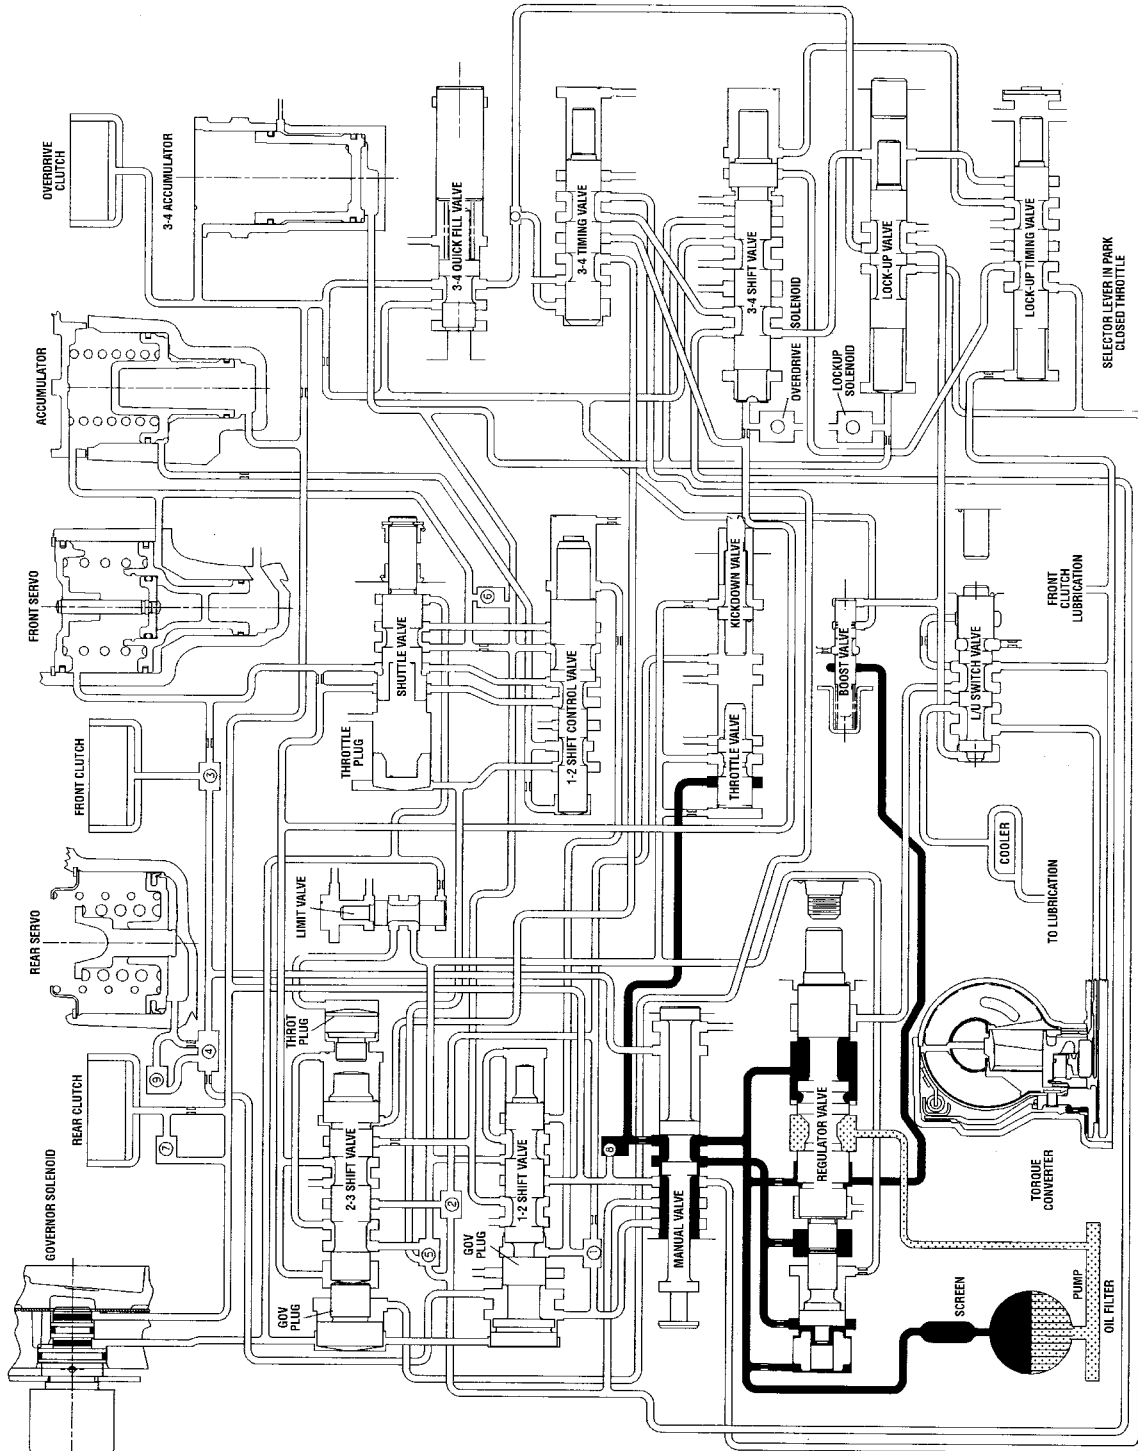 OVERDRIVE
CLUTCH
3-4 ACCUMULATOR
3-4 QUICK FILL VALVE
3-4 TIMING VALVE
3-4 SHIFT VALVE
OVERDRIVE SOLENOID
LOCKUP
SOLENOID
LOCK-UP VALVE
LOCK-UP TIMING VALVE
SELECTOR LEVER IN PARK
CLOSED THROTTLE
ACCUMULATOR
FRONT SERVO
6
SHUTTLE VALVE
THROTTLE
PLUG
1-2 SHIFT CONTROL VALVE
KICKDOWN VALVE
THROTTLE VALVE
BOOST VALVE
L/U SWITCH VALVE
FRONT
CLUTCH
LUBRICATION
FRONT CLUTCH
3
COOLER
TO LUBRICATION
REAR SERVO
LIMIT VALVE
THROT
PLUG
9
4
REAR CLUTCH
7
2-3 SHIFT VALVE
GOV
PLUG
5
2
1-2 SHIFT VALVE
GOV
PLUG
1
8
MANUAL VALVE
REGULATOR VALVE
TORQUE
CONVERTER
SCREEN
PUMP
OIL FILTER
GOVERNOR SOLENOID